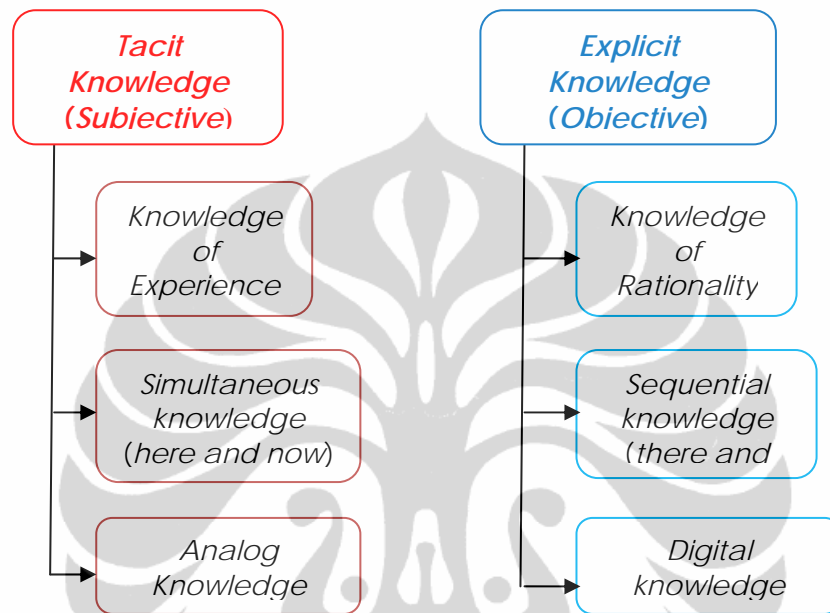 Tacit
Knowledge
(Subjective)
Knowledge
of
Experience
Simultaneous
knowledge
(here and now)
Analog
Knowledge
Explicit
Knowledge
(Objective)
Knowledge
of
Rationality
Sequential
knowledge
(there and
Digital
knowledge